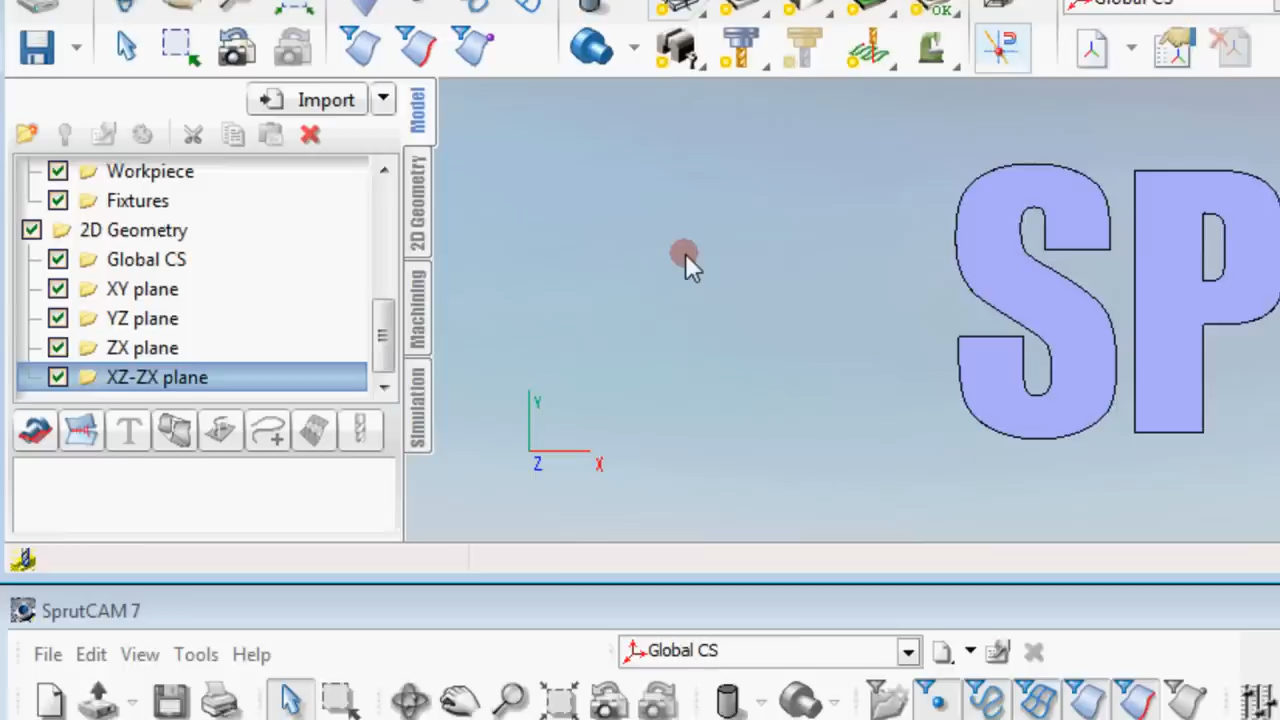 Global CS
OK
Import
Model
2D Geometry
Machining
Simulation
Workpiece
Fixtures
2D Geometry
Global CS
XY plane
YZ plane
ZX plane
XZ-ZX plane
SP
Y
Z X
SprutCAM 7
File Edit View Tools Help
Global CS